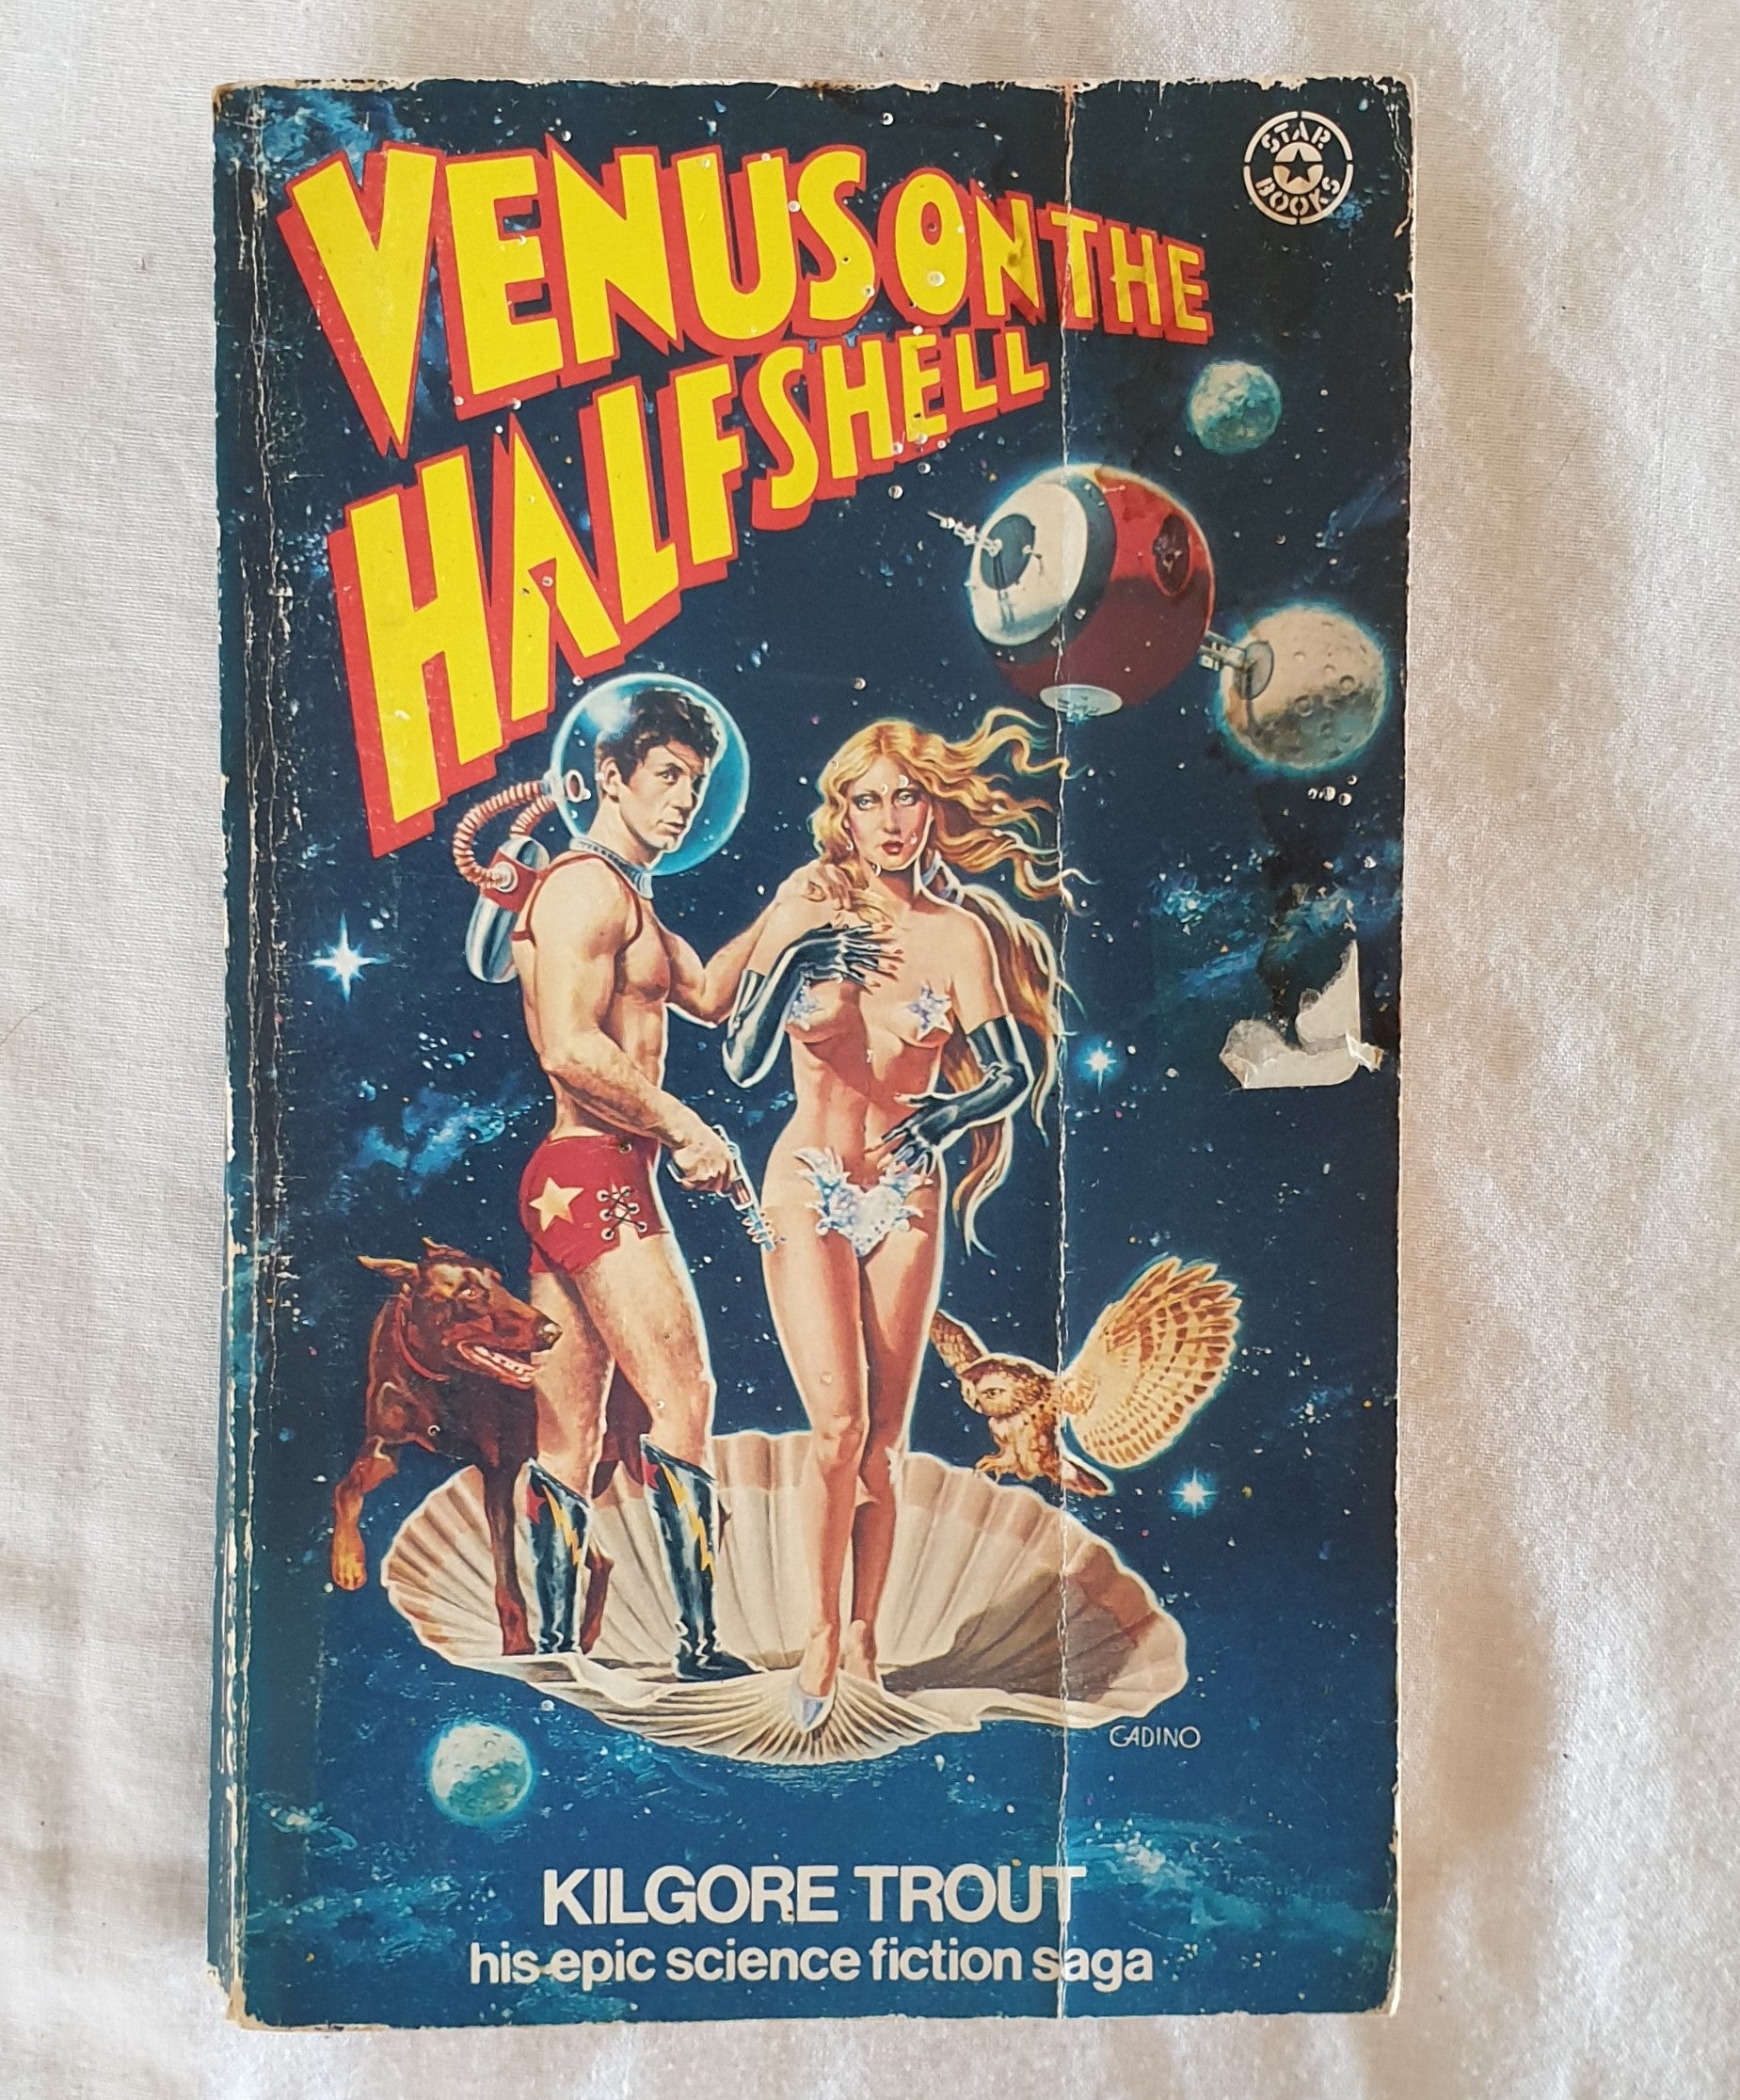 STAR
BOOKS
VENUS ON THE
HALF SHELL
CADINO
KILGORE TROUT
his epic science fiction saga